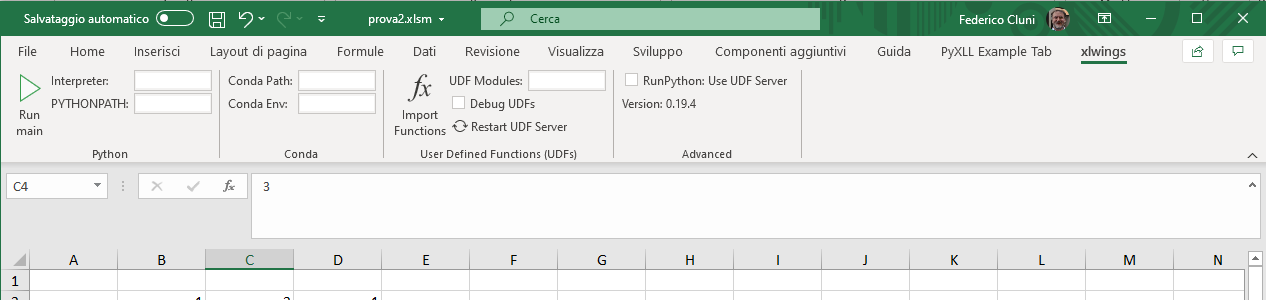 Salvataggio automatico prova2.xlsm Cerca Federico Cluni
File Home Inserisci Layout di pagina Formule Dati Revisione Visualizza Sviluppo Componenti aggiuntivi Guida PyXLL Example Tab xlwings
Run main
Interpreter:
PYTHONPATH:
Python
Conda Path:
Conda Env:
Conda
fx
Import Functions
UDF Modules:
Debug UDFs
Restart UDF Server
User Defined Functions (UDFs)
RunPython: Use UDF Server
Version: 0.19.4
Advanced
C4 fx 3
A B C D E F G H I J K L M N
1